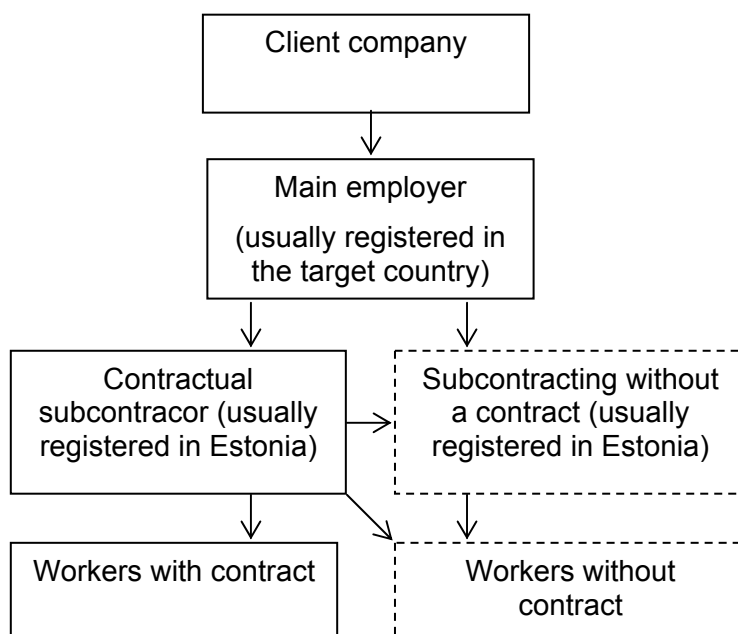 Client company
Main employer
(usually registered in
the target country)
Contractual
subcontracor (usually
registered in Estonia)
Subcontracting without
a contract (usually
registered in Estonia)
Workers with contract
Workers without
contract